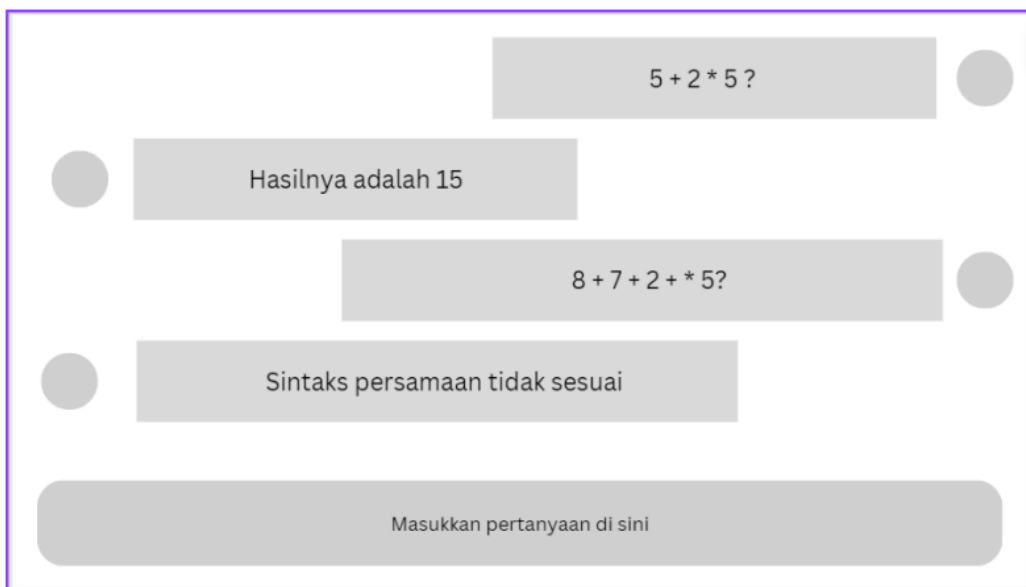 5 + 2 * 5 ?
Hasilnya adalah 15
8 + 7 + 2 + * 5?
Sintaks persamaan tidak sesuai
Masukkan pertanyaan di sini